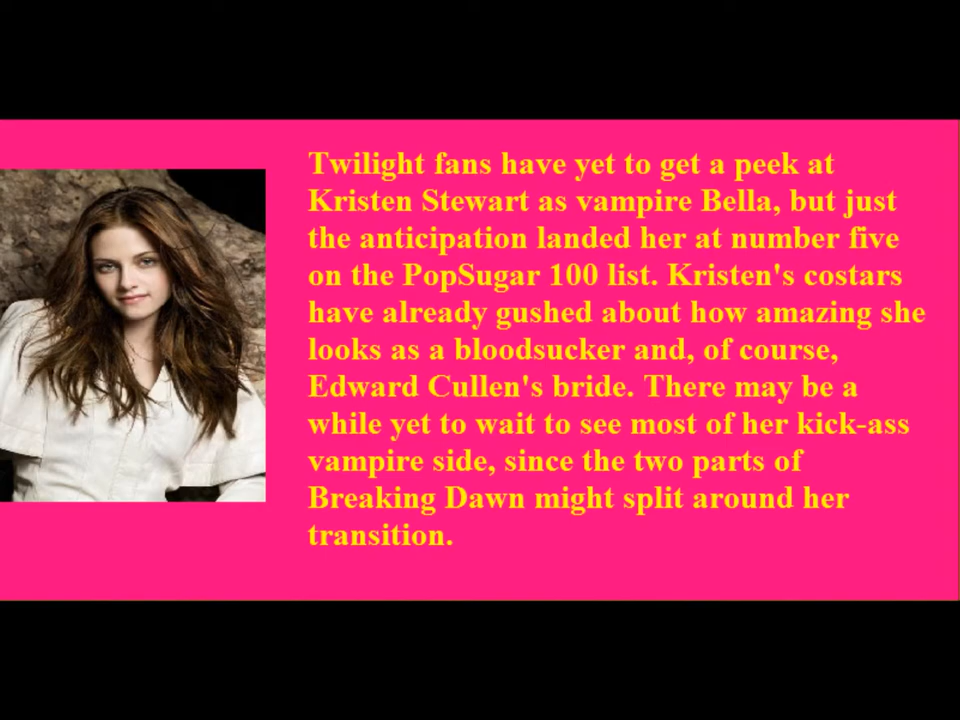 Twilight fans have yet to get a peek at
Kristen Stewart as vampire Bella, but just
the anticipation landed her at number five
on the PopSugar 100 list. Kristen's costars
have already gushed about how amazing she
looks as a bloodsucker and, of course,
Edward Cullen's bride. There may be a
while yet to wait to see most of her kick-ass
vampire side, since the two parts of
Breaking Dawn might split around her
transition.